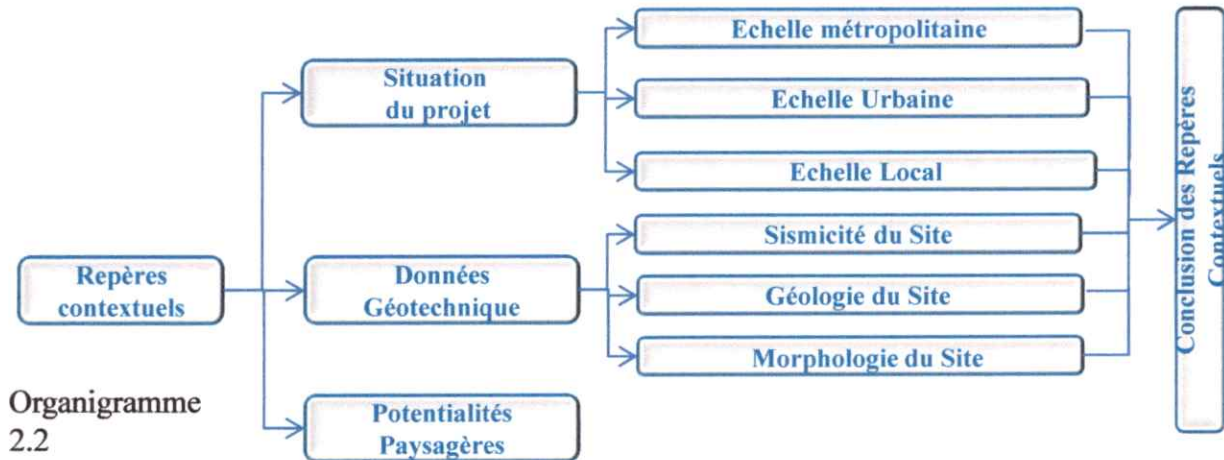 Repères
contextuels
Situation
du projet
Données
Géotechnique
Potentialités
Paysagères
Echelle métropolitaine
Echelle Urbaine
Echelle Local
Sismicité du Site
Géologie du Site
Morphologie du Site
Conclusion des Repères
Contextuels
Organigramme
2.2